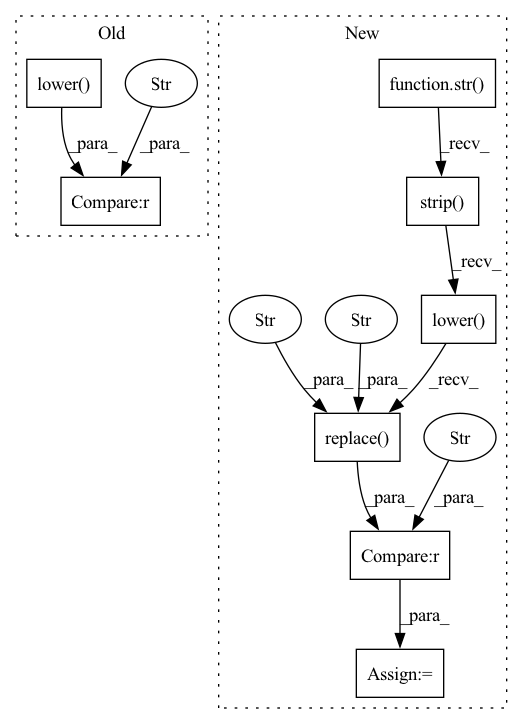 Old
New
lower()
Str
function.str()
_para_
_para_
_recv_
Compare:r
strip()
_recv_
Str
Str
lower()
_para_
_para_
_recv_
replace()
Str
_para_
_para_
Compare:r
_para_
Assign:=